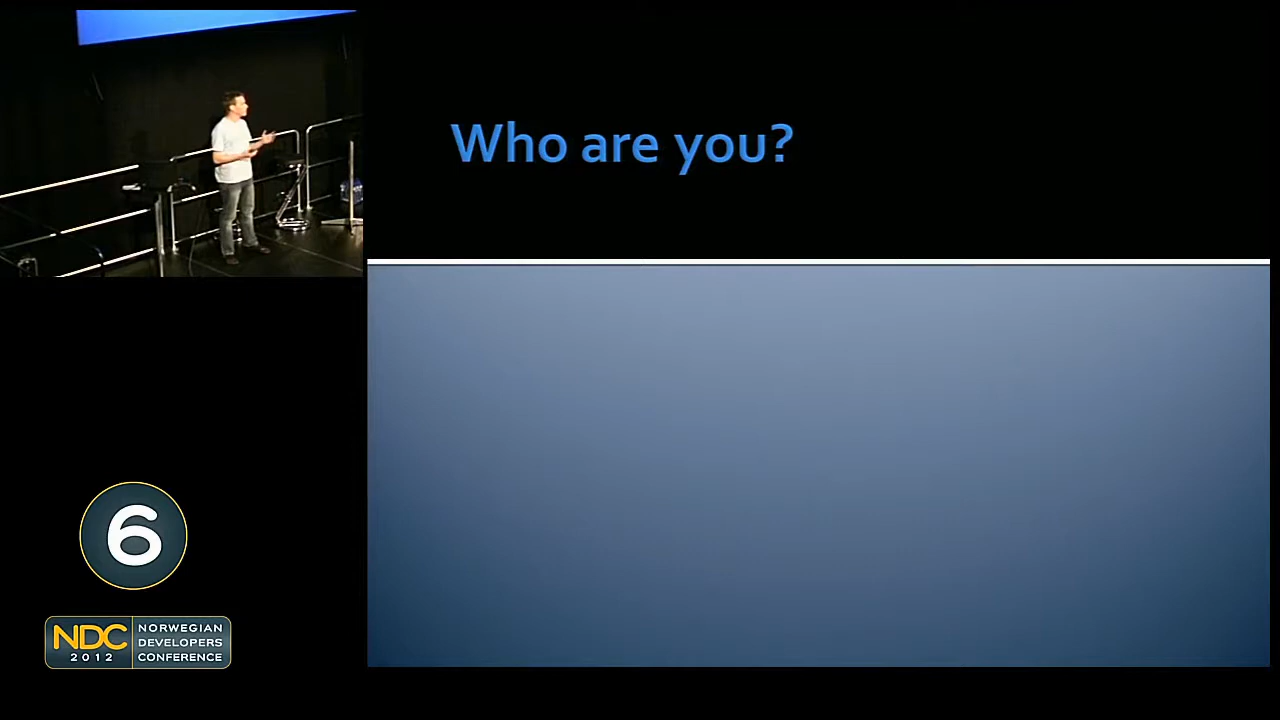 Who are you?
6
NDC
2012
NORWEGIAN
DEVELOPERS
CONFERENCE